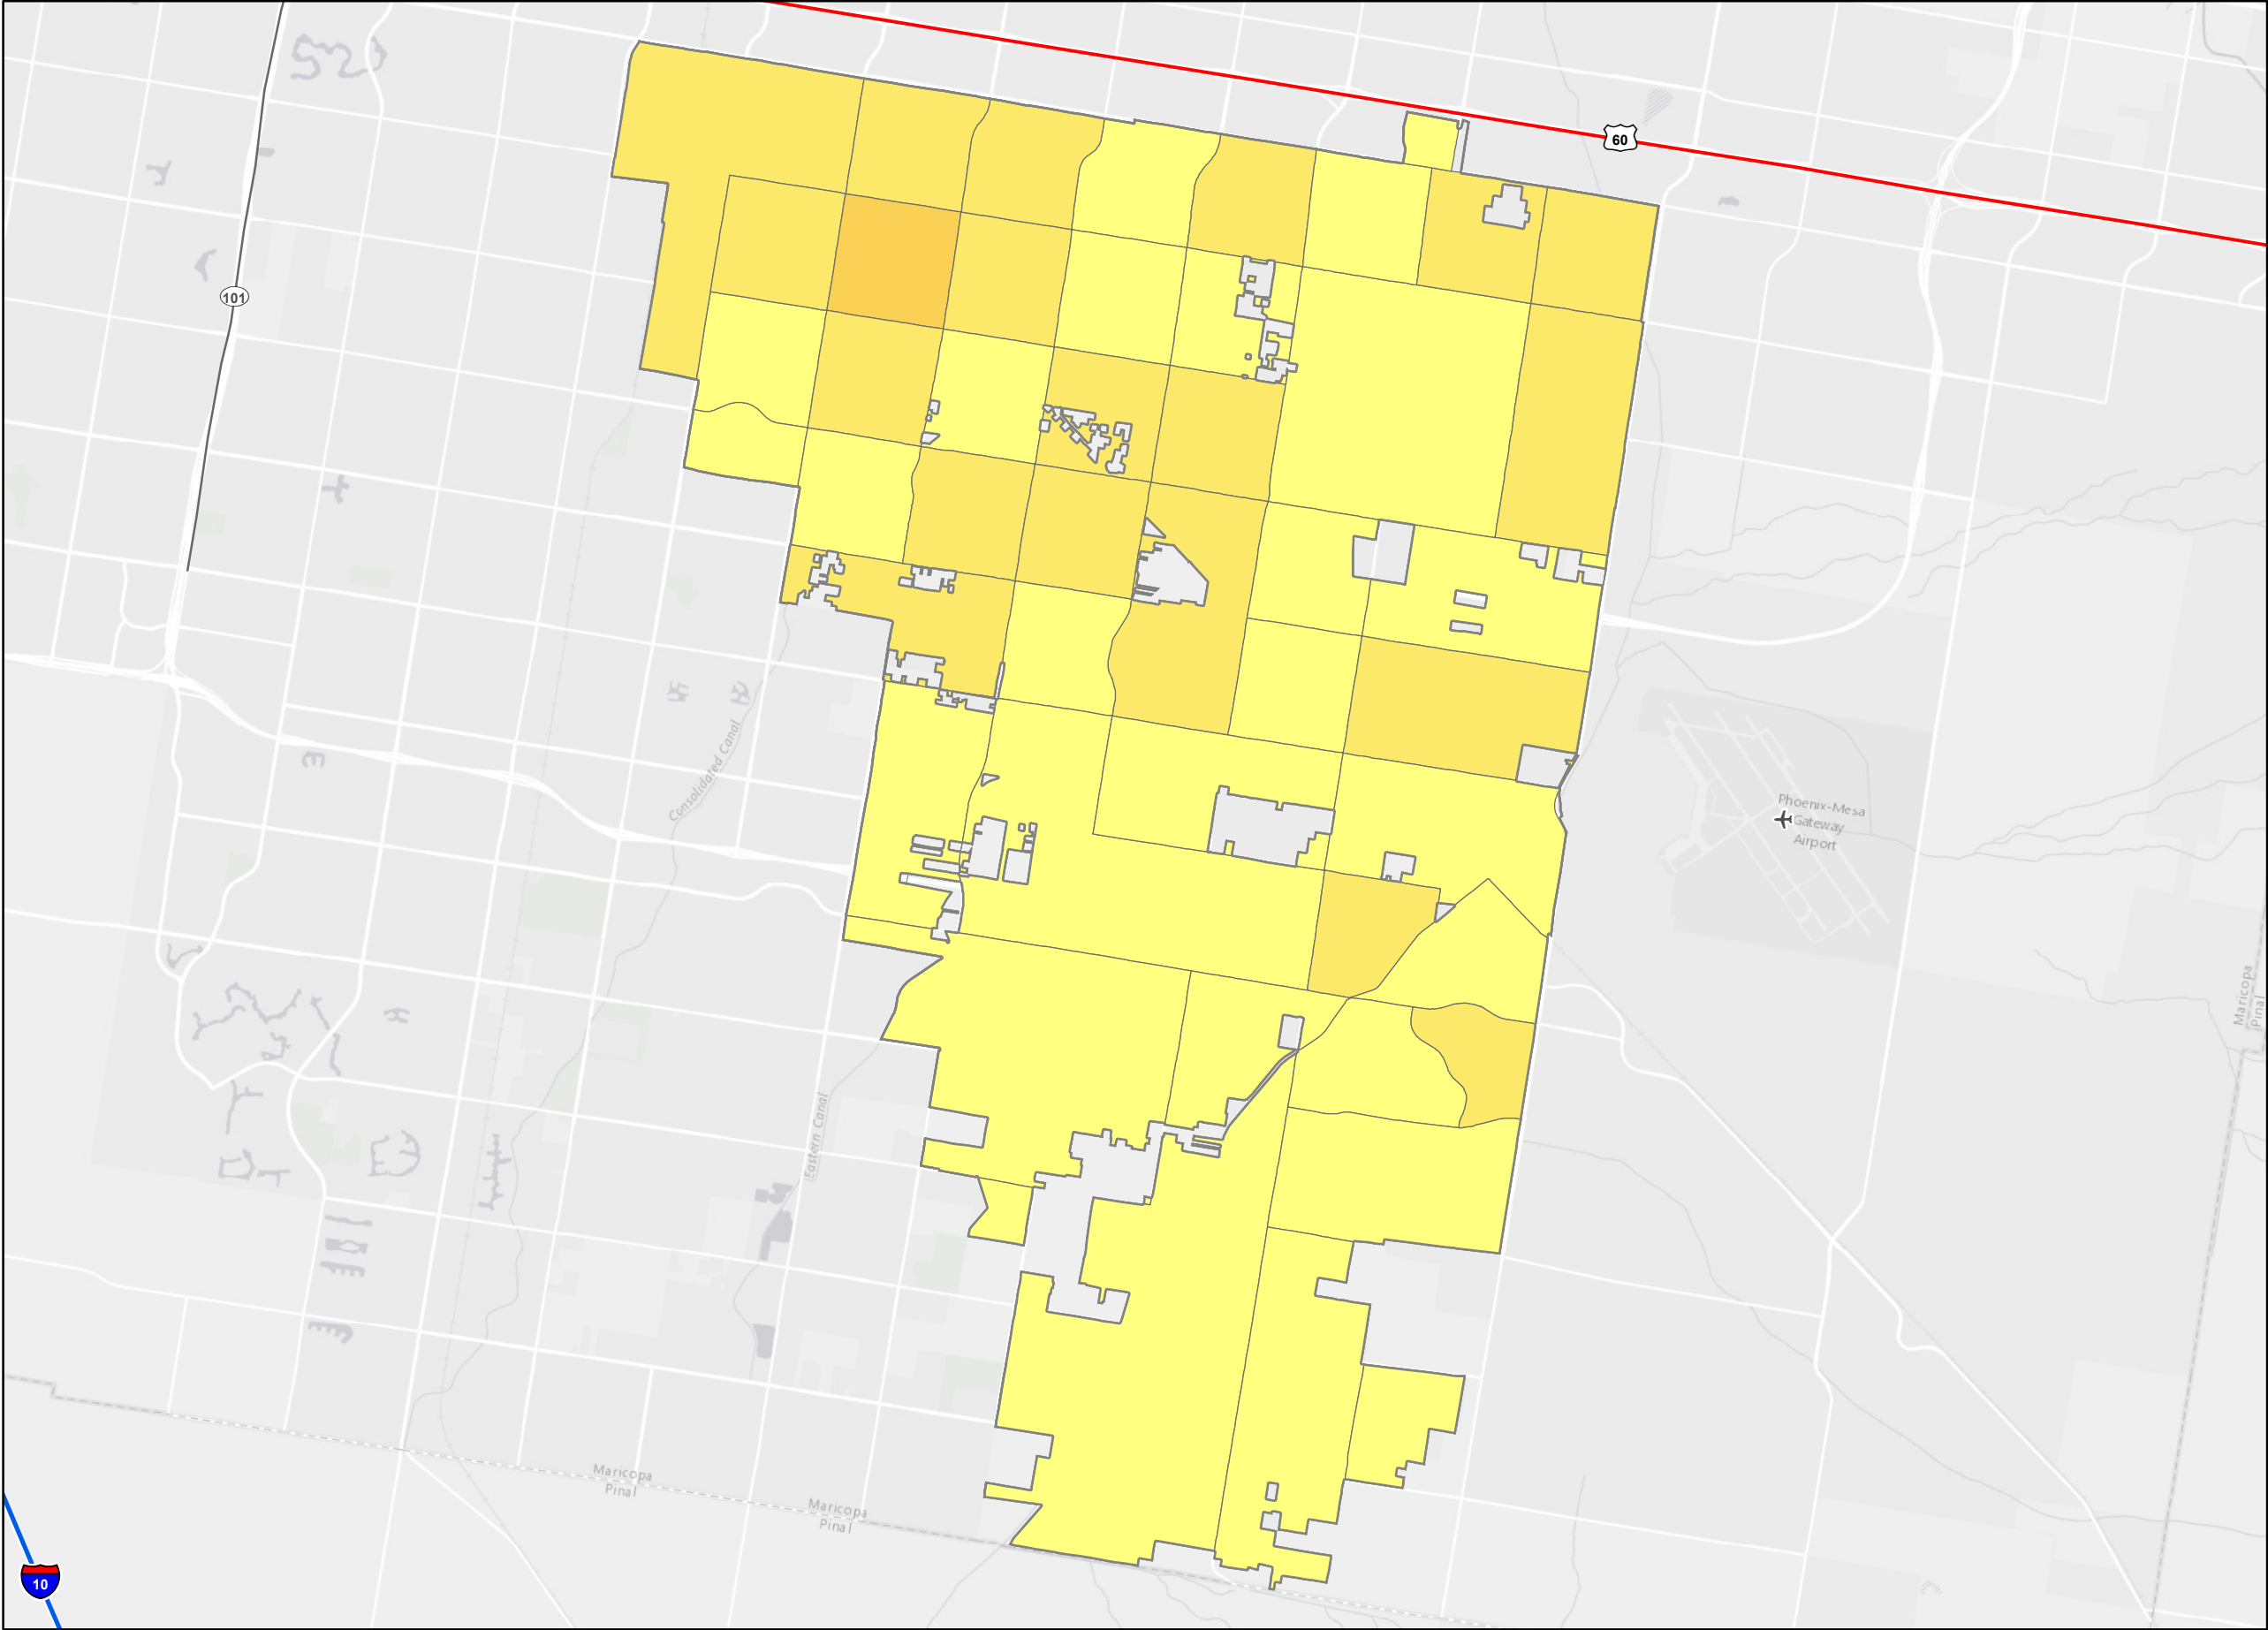 60
101
Consolidated Canal
Phoenix-Mesa
Gateway
Airport
Maricopa
Pinal
Eastern Canal
Maricopa
Pinal
Maricopa
Pinal
10